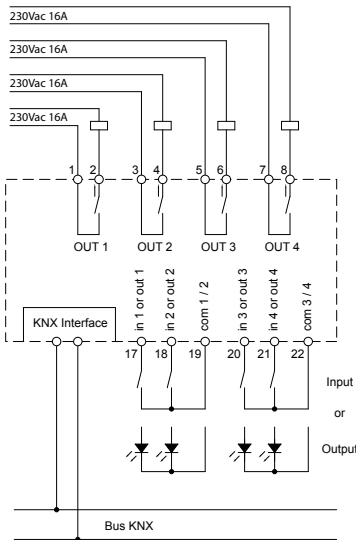 230Vac 16A
230Vac 16A
230Vac 16A
230Vac 16A
1 2 3 4 5 6 7 8
OUT 1 OUT 2 OUT 3 OUT 4
in 1 or out 1
in 2 or out 2
com 1 / 2
in 3 or out 3
in 4 or out 4
com 3 / 4
KNX Interface
17 18 19 20 21 22
Input
or
Output
Bus KNX